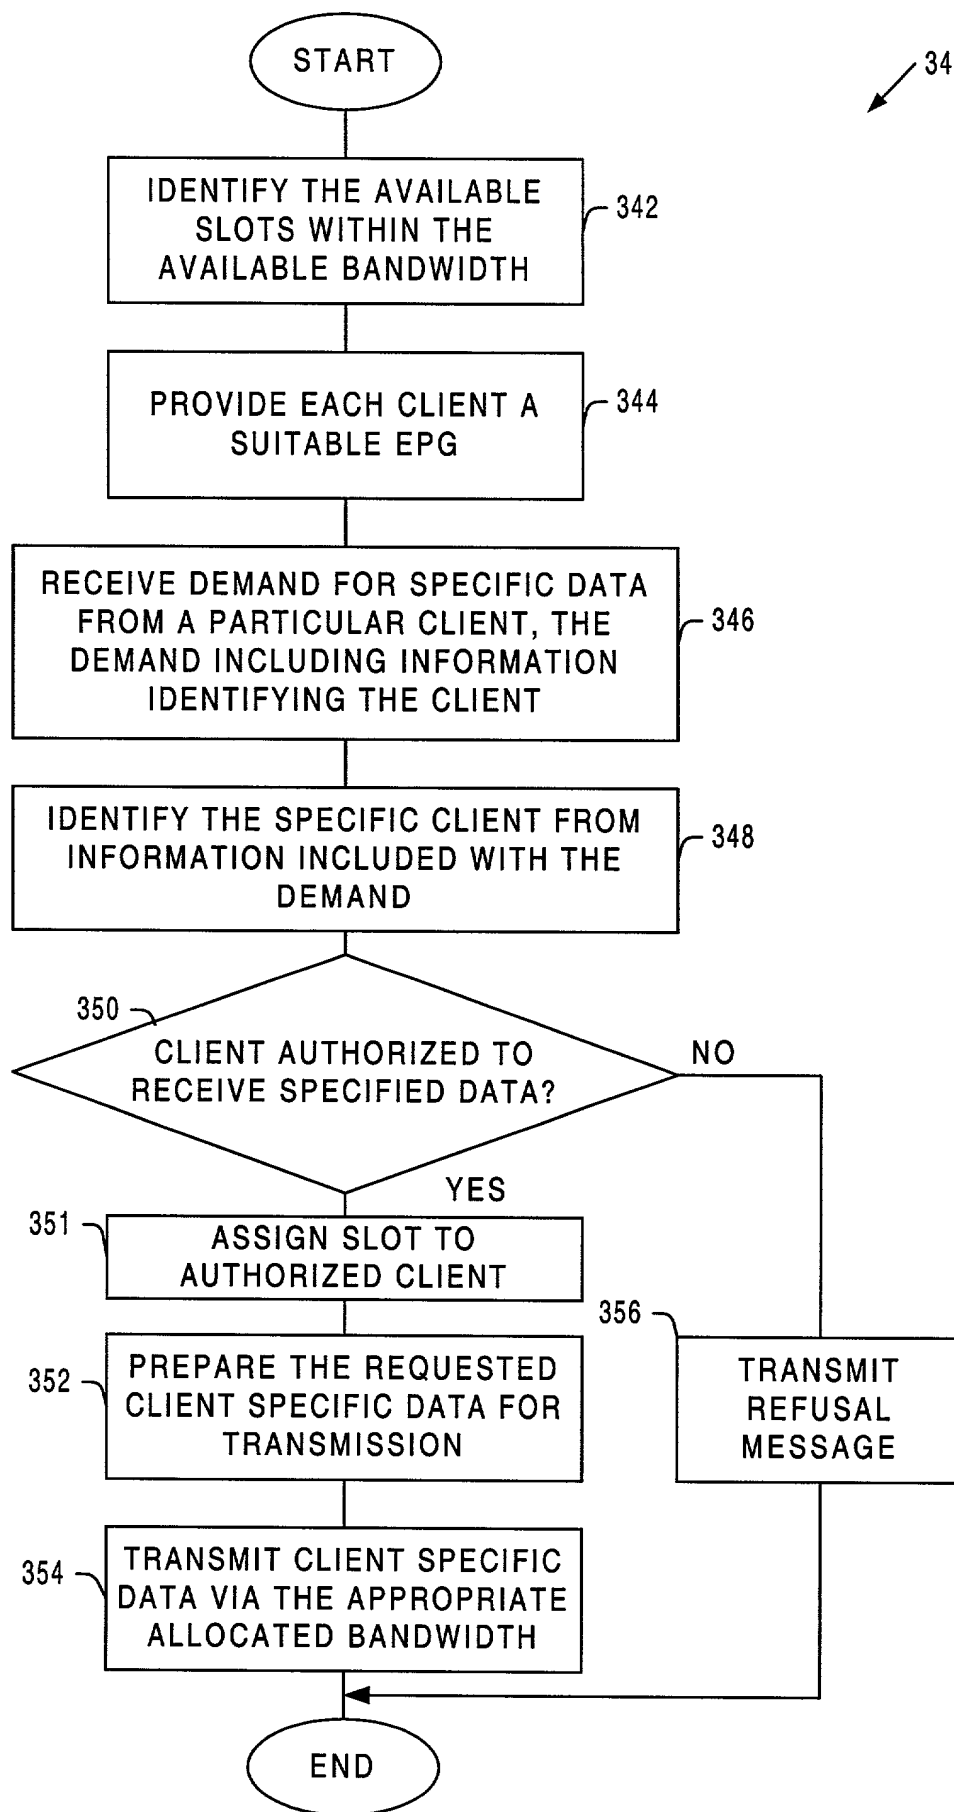 START
34
IDENTIFY THE AVAILABLE
SLOTS WITHIN THE
AVAILABLE BANDWIDTH
342
PROVIDE EACH CLIENT A
SUITABLE EPG
344
RECEIVE DEMAND FOR SPECIFIC DATA
FROM A PARTICULAR CLIENT, THE
DEMAND INCLUDING INFORMATION
IDENTIFYING THE CLIENT
346
IDENTIFY THE SPECIFIC CLIENT FROM
INFORMATION INCLUDED WITH THE
DEMAND
348
350
CLIENT AUTHORIZED TO
RECEIVE SPECIFIED DATA?
NO
YES
351
ASSIGN SLOT TO
AUTHORIZED CLIENT
352
PREPARE THE REQUESTED
CLIENT SPECIFIC DATA FOR
TRANSMISSION
356
TRANSMIT
REFUSAL
MESSAGE
354
TRANSMIT CLIENT SPECIFIC
DATA VIA THE APPROPRIATE
ALLOCATED BANDWIDTH
END